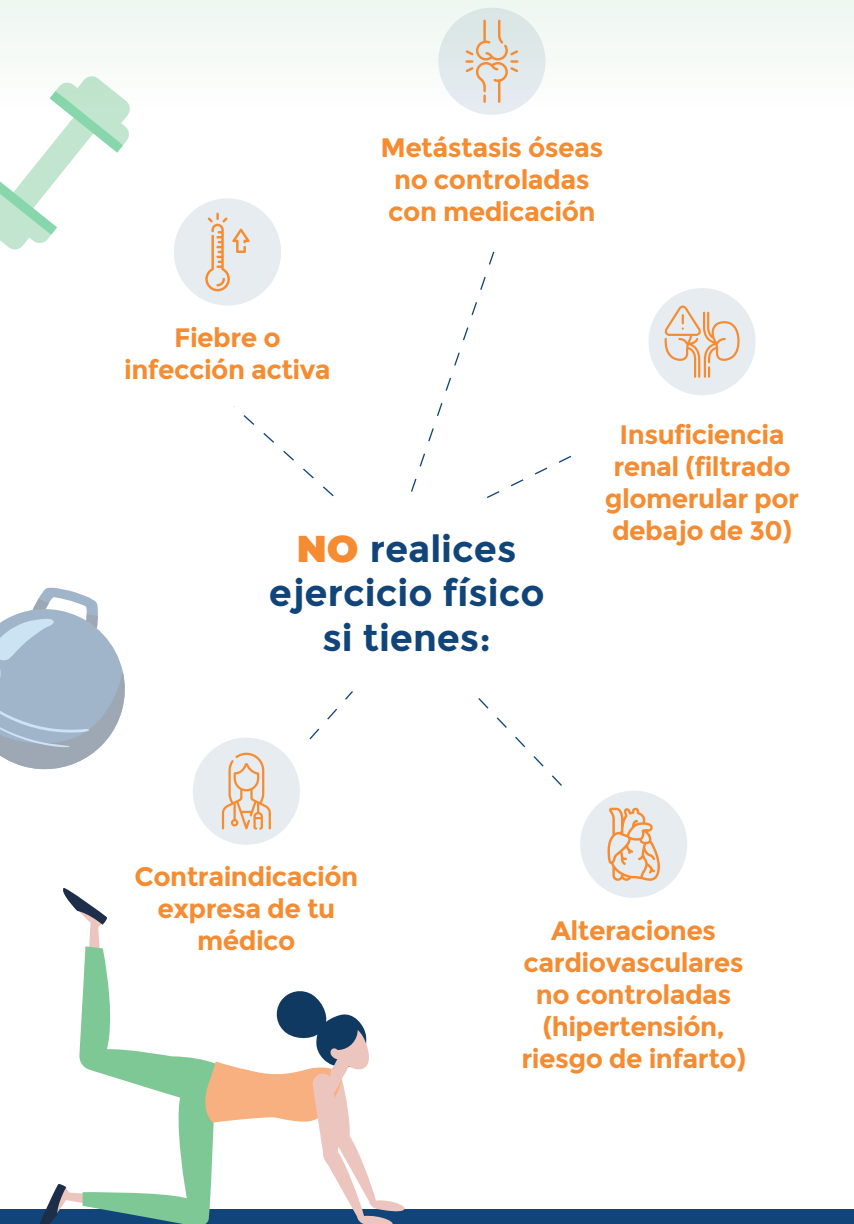 Metástasis óseas
no controladas
con medicación
Fiebre o
infección activa
Insuficiencia
renal (filtrado
glomerular por
debajo de 30)
NO realices
ejercicio físico
si tienes:
Contraindicación
expresa de tu
médico
Alteraciones
cardiovasculares
no controladas
(hipertensión,
riesgo de infarto)